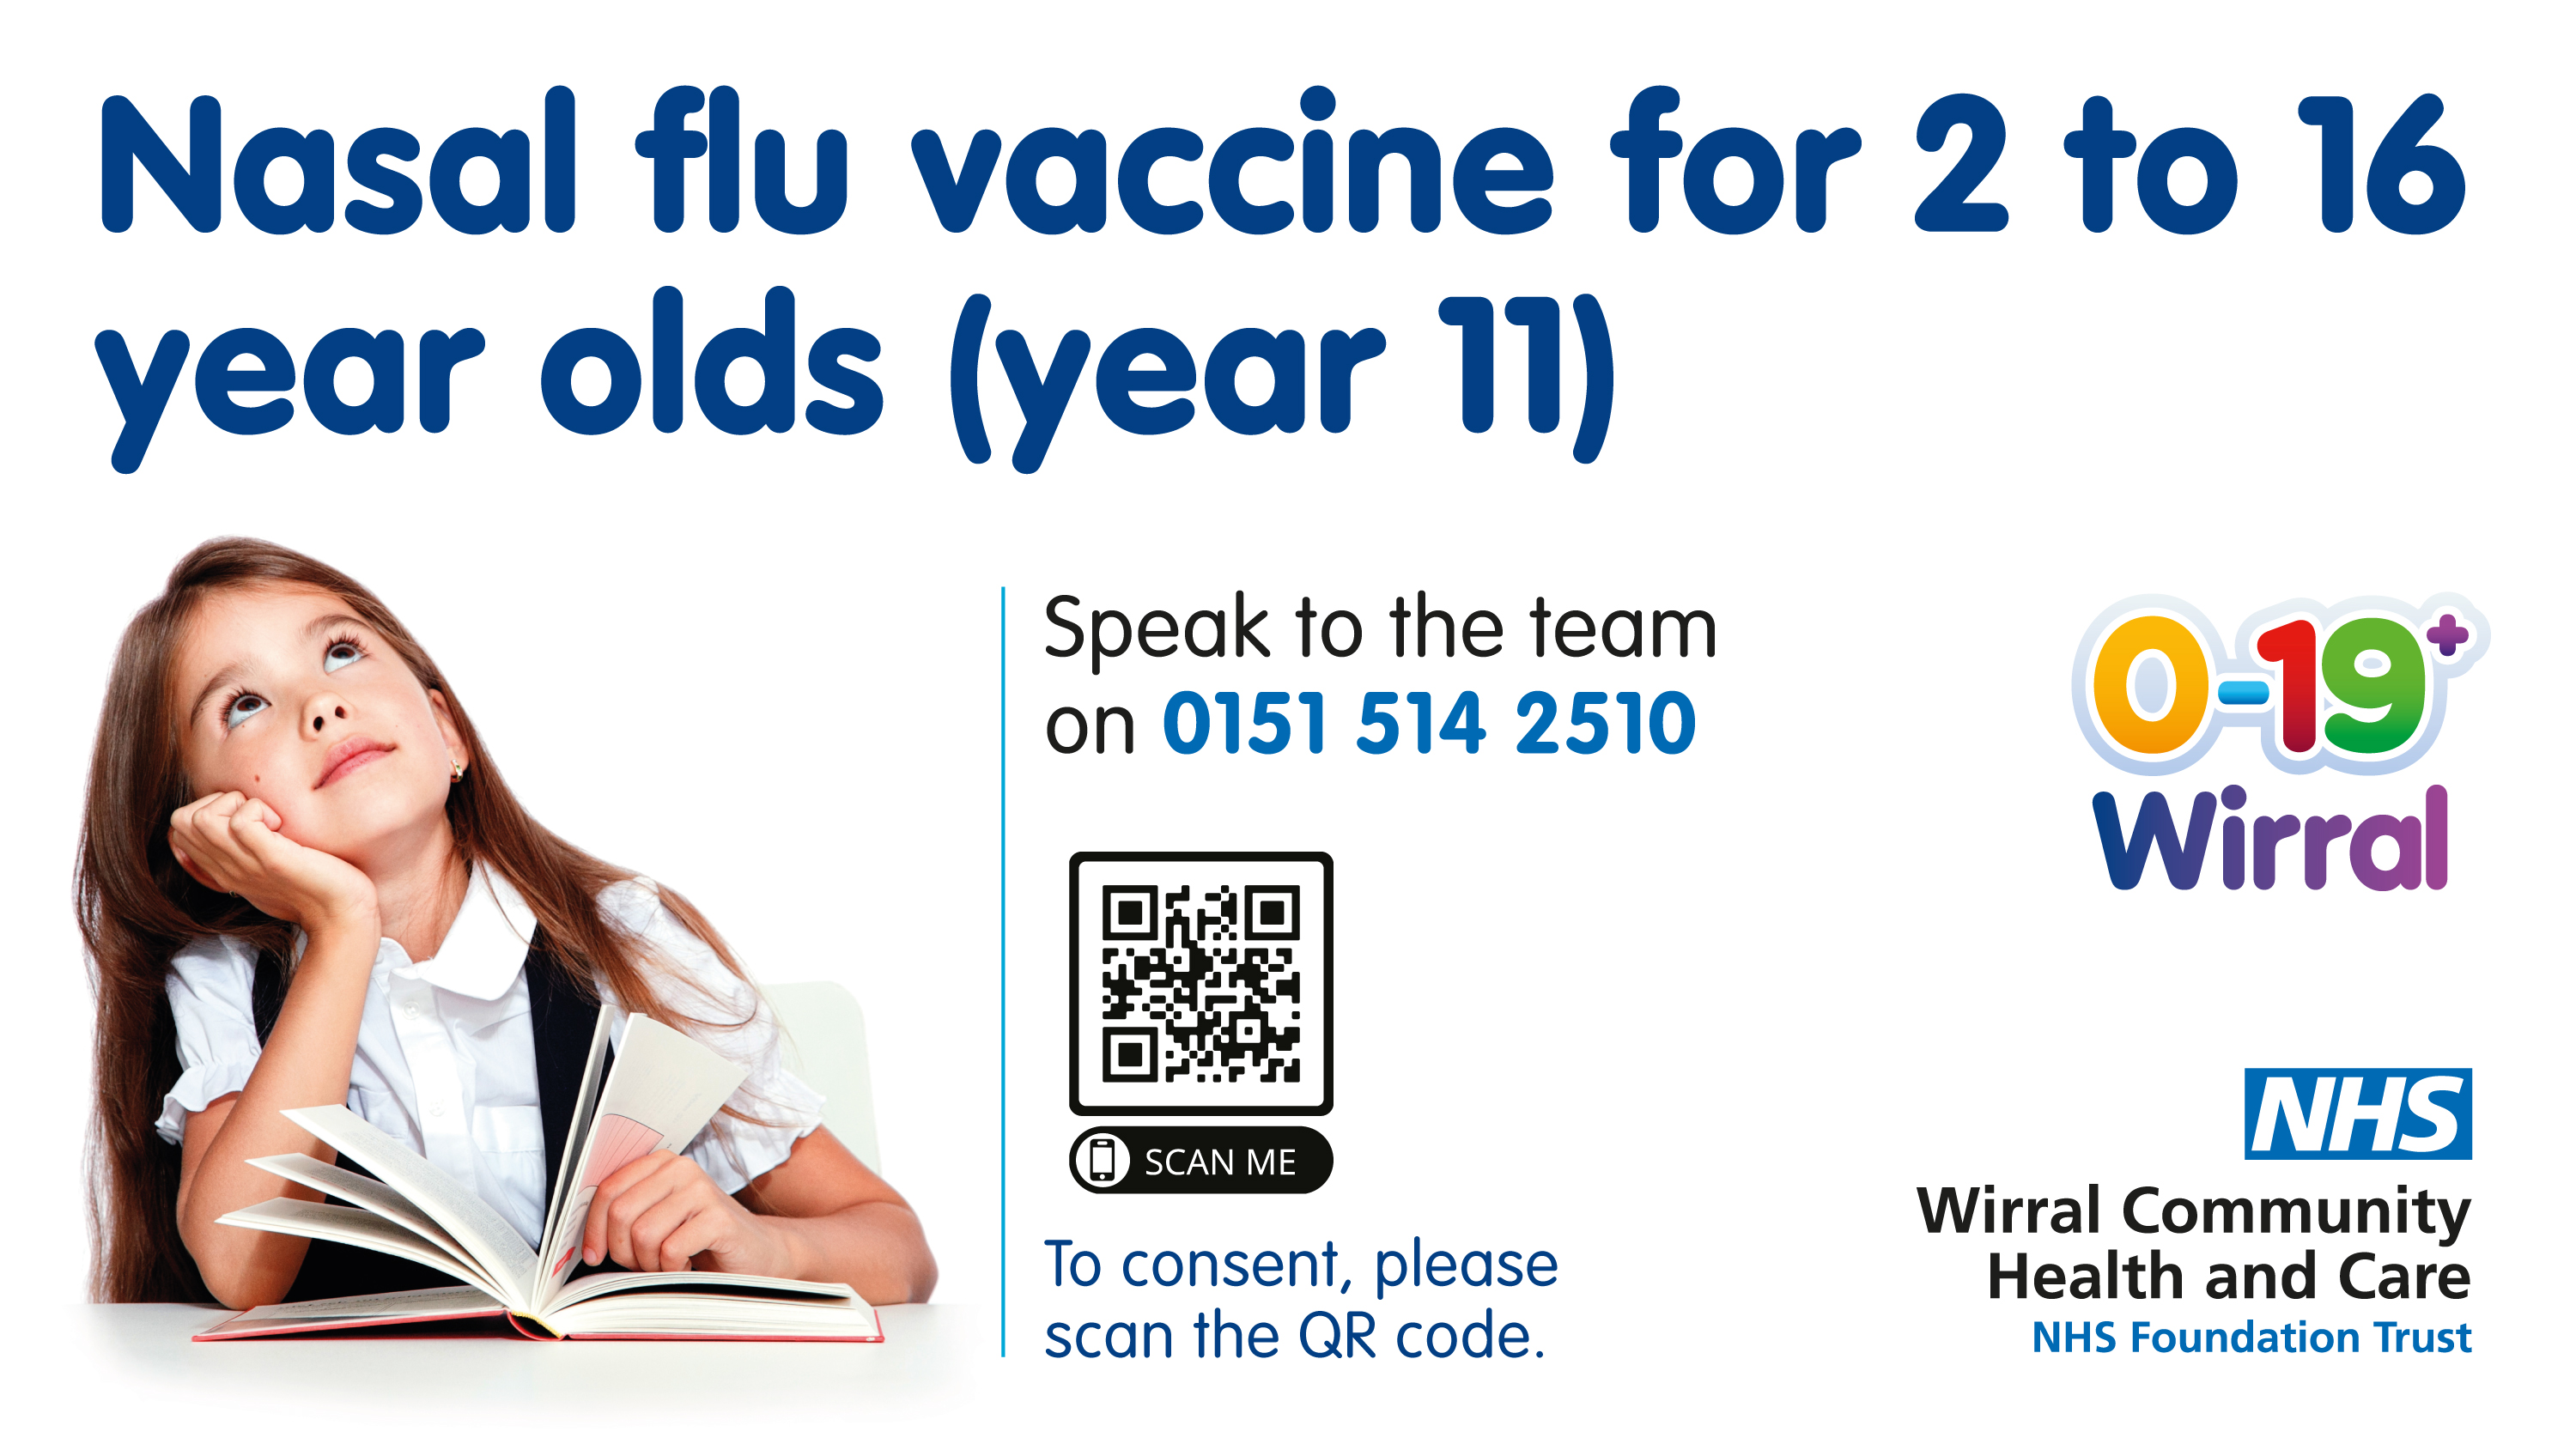 Nasal flu vaccine for 2 to 16
year olds (year 11)
Speak to the team
on 0151 514 2510
SCAN ME
To consent, please
scan the QR code.
0-19+
Wirral
NHS
Wirral Community
Health and Care
NHS Foundation Trust